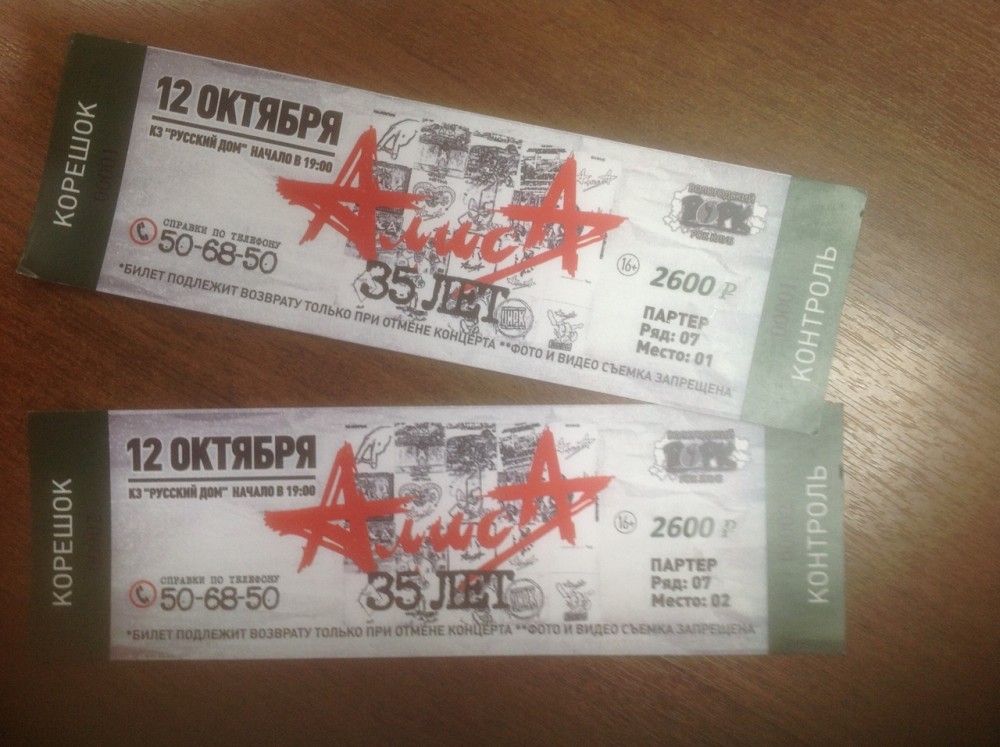 КОРЕШОК
12 ОКТЯБРЯ
КЗ "РУССКИЙ ДОМ" НАЧАЛО В 19:00
АлисА
35 ЛЕТ
СПРАВКИ ПО ТЕЛЕФОНУ
50-68-50
*БИЛЕТ ПОДЛЕЖИТ ВОЗВРАТУ ТОЛЬКО ПРИ ОТМЕНЕ КОНЦЕРТА **ФОТО И ВИДЕО СЪЕМКА ЗАПРЕЩЕНА
16+
2600 ₽
ПАРТЕР
Ряд: 07
Место: 01
КОНТРОЛЬ
КОРЕШОК
12 ОКТЯБРЯ
КЗ "РУССКИЙ ДОМ" НАЧАЛО В 19:00
АлисА
35 ЛЕТ
СПРАВКИ ПО ТЕЛЕФОНУ
50-68-50
*БИЛЕТ ПОДЛЕЖИТ ВОЗВРАТУ ТОЛЬКО ПРИ ОТМЕНЕ КОНЦЕРТА **ФОТО И ВИДЕО СЪЕМКА ЗАПРЕЩЕНА
16+
2600 ₽
ПАРТЕР
Ряд: 07
Место: 02
КОНТРОЛЬ